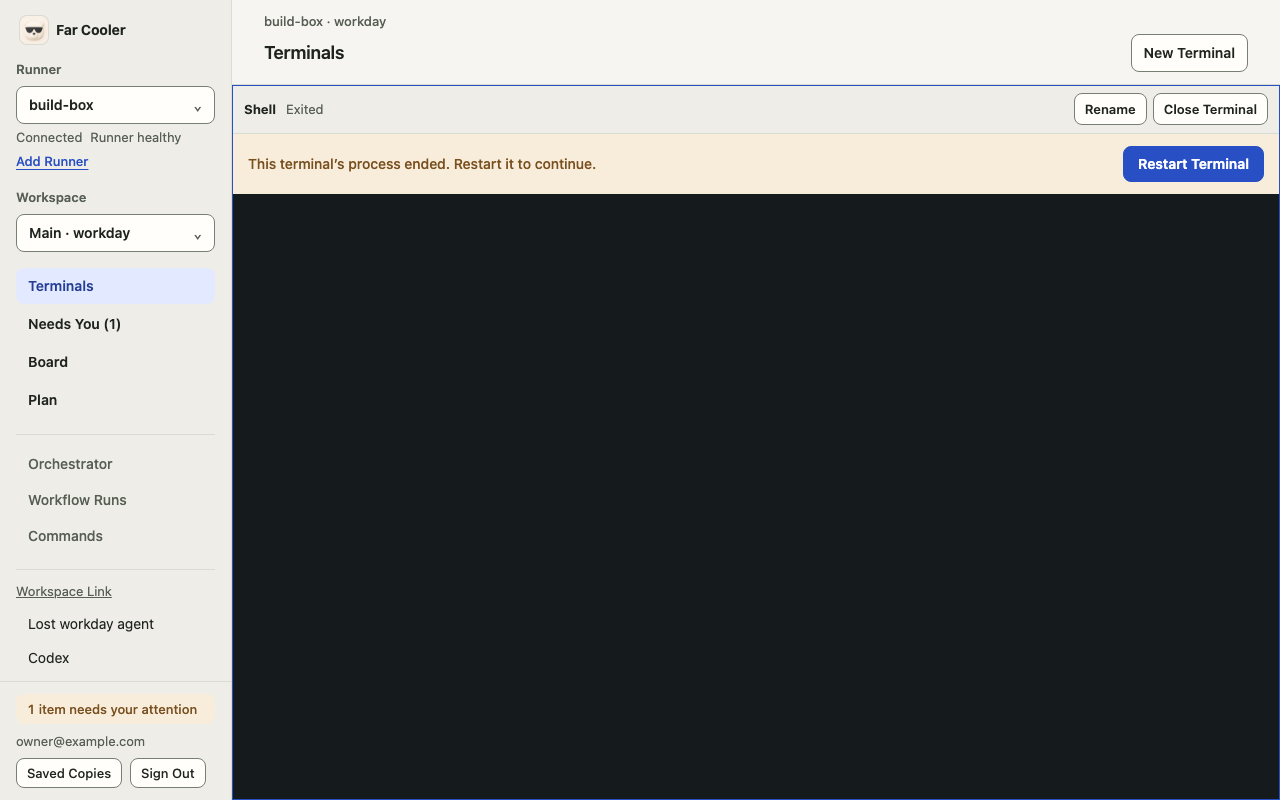 Far Cooler
Runner
build-box
Connected Runner healthy
Add Runner
Workspace
Main · workday
Terminals
Needs You (1)
Board
Plan
Orchestrator
Workflow Runs
Commands
Workspace Link
Lost workday agent
Codex
1 item needs your attention
owner@example.com
Saved Copies Sign Out
build-box · workday
Terminals
New Terminal
Shell Exited
Rename Close Terminal
This terminal’s process ended. Restart it to continue.
Restart Terminal